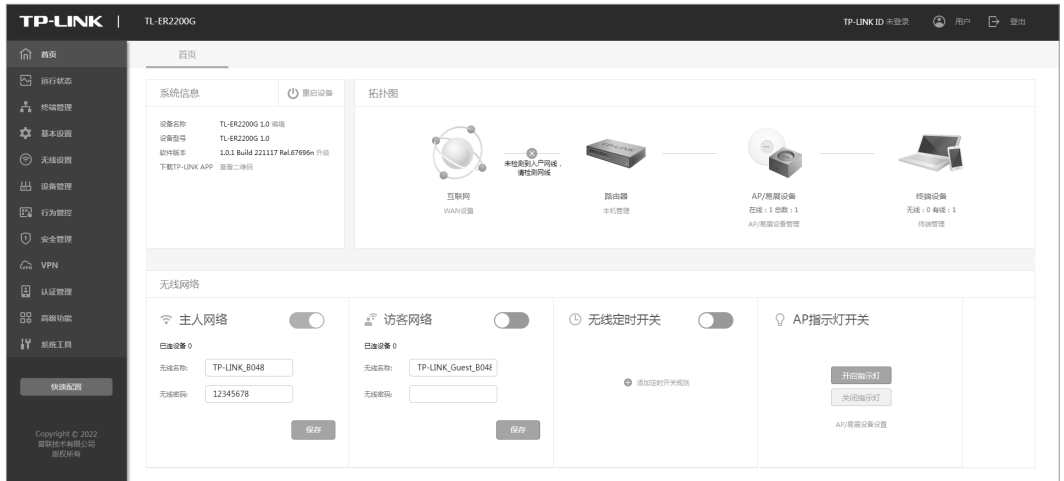 TP-LINK | TL-ER2200G
TP-LINK ID 未登录 用户 登出
首页
运行状态
终端管理
基本设置
无线设置
设备管理
行为管控
安全管理
VPN
认证管理
高级功能
系统工具
快速配置
Copyright © 2022
普联技术有限公司
版权所有
首页
系统信息 重启设备
设备名称 TL-ER2200G 1.0 编辑
设备型号 TL-ER2200G 1.0
软件版本 1.0.1 Build 221117 Rel.67696n 升级
下载TP-LINK APP 查看二维码
拓扑图
未检测到入户网线，
请检测网线
TP-LINK
互联网
WAN设置
路由器
本机管理
AP/易展设备
在线：1 总数：1
AP/易展设备管理
终端设备
无线：0 有线：1
终端管理
无线网络
主人网络
已连设备 0
无线名称: TP-LINK_B048
无线密码: 12345678
保存
访客网络
已连设备 0
无线名称: TP-LINK_Guest_B048
无线密码:
保存
无线定时开关
添加定时开关规则
AP指示灯开关
开启指示灯
关闭指示灯
AP/易展设备设置